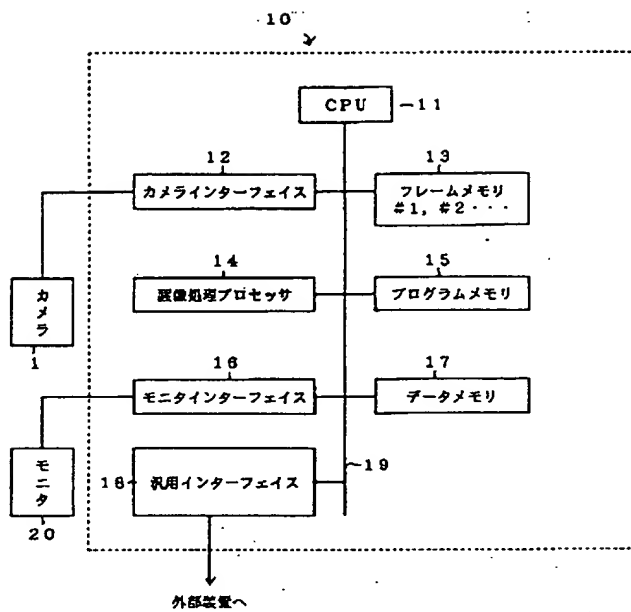 10
CPU
11
12
13
カメラインターフェイス
フレームメモリ
#1, #2・・・
14
15
画像処理プロセッサ
プログラムメモリ
カメラ
1
16
17
モニタインターフェイス
データメモリ
モニタ
20
18
汎用インターフェイス
19
外部装置へ